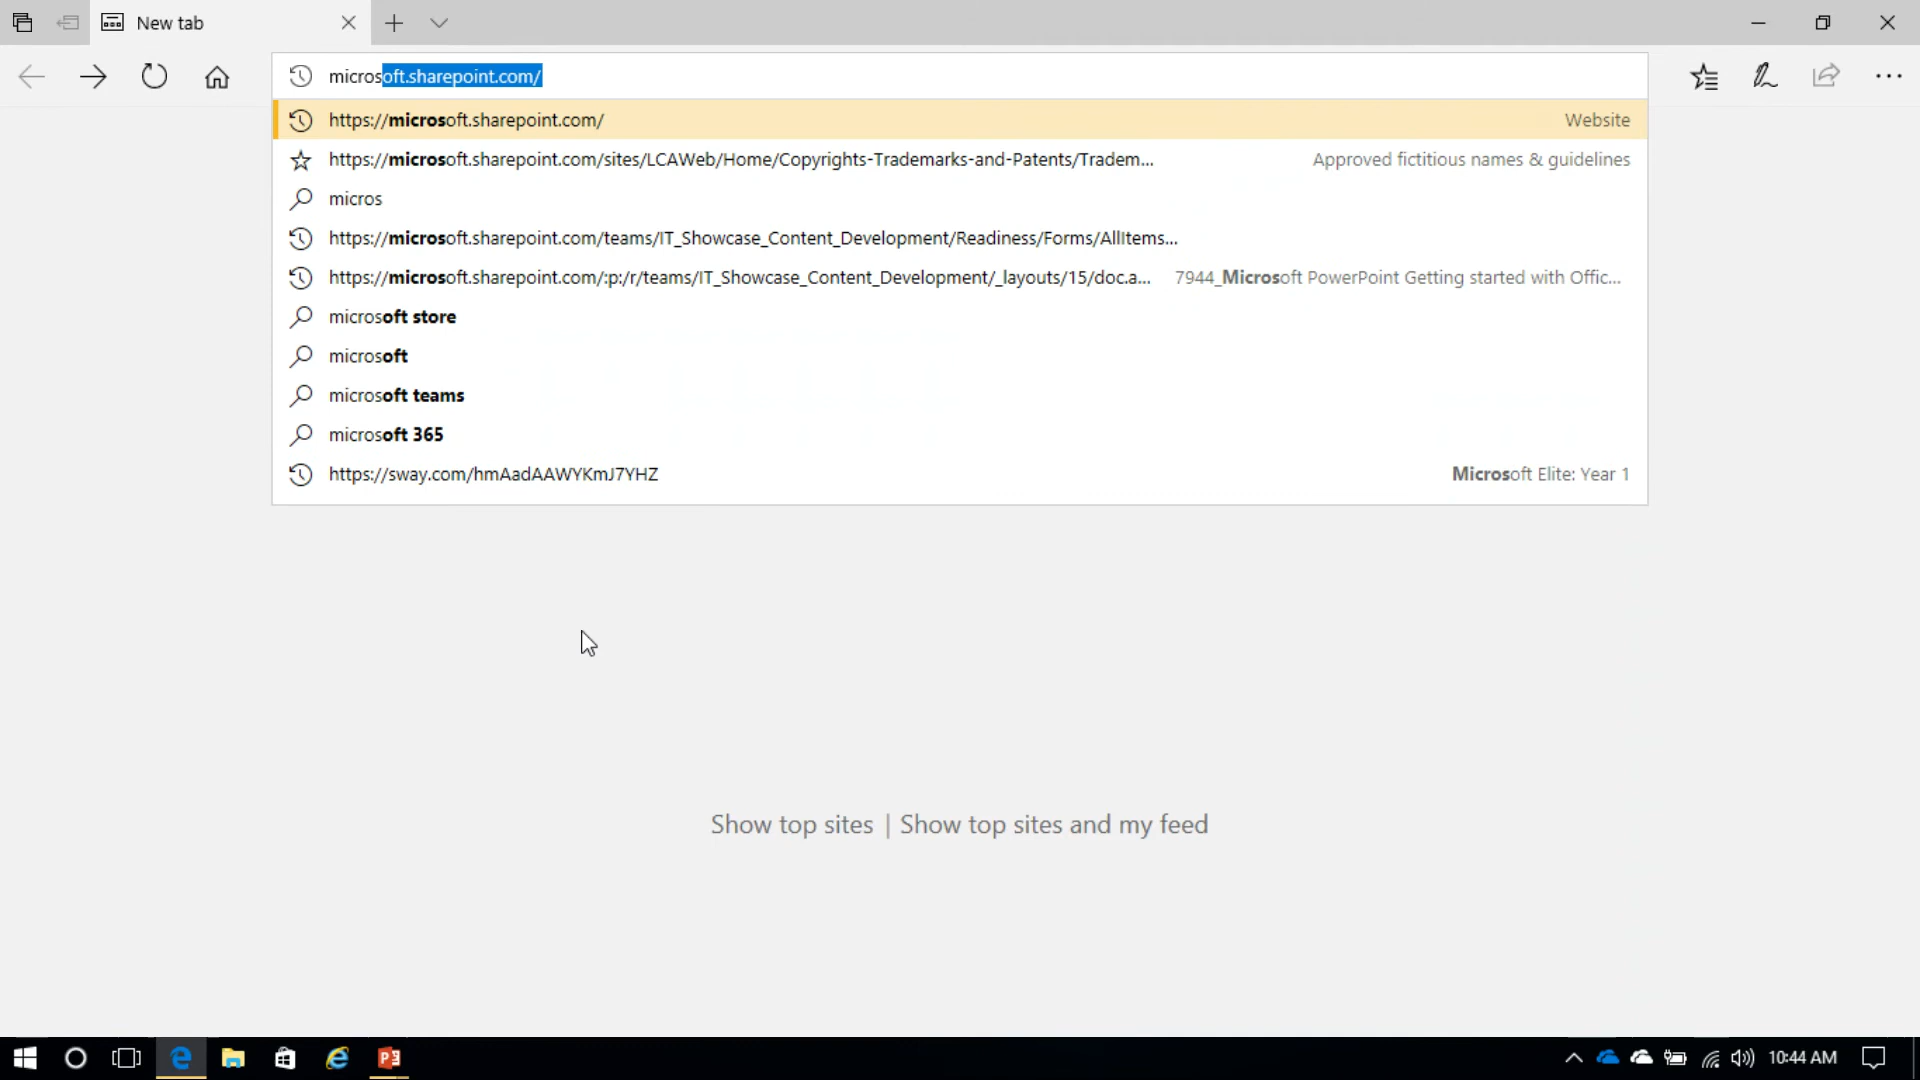 New tab
microsoft.sharepoint.com/
https://microsoft.sharepoint.com/ Website
https://microsoft.sharepoint.com/sites/LCAWeb/Home/Copyrights-Trademarks-and-Patents/Tradem... Approved fictitious names & guidelines
micros
https://microsoft.sharepoint.com/teams/IT_Showcase_Content_Development/Readiness/Forms/AllItems...
https://microsoft.sharepoint.com/:p:/r/teams/IT_Showcase_Content_Development/_layouts/15/doc.a... 7944_Microsoft PowerPoint Getting started with Offic...
microsoft store
microsoft
microsoft teams
microsoft 365
https://sway.com/hmAadAAWYKmJ7YHZ Microsoft Elite: Year 1
Show top sites | Show top sites and my feed
10:44 AM